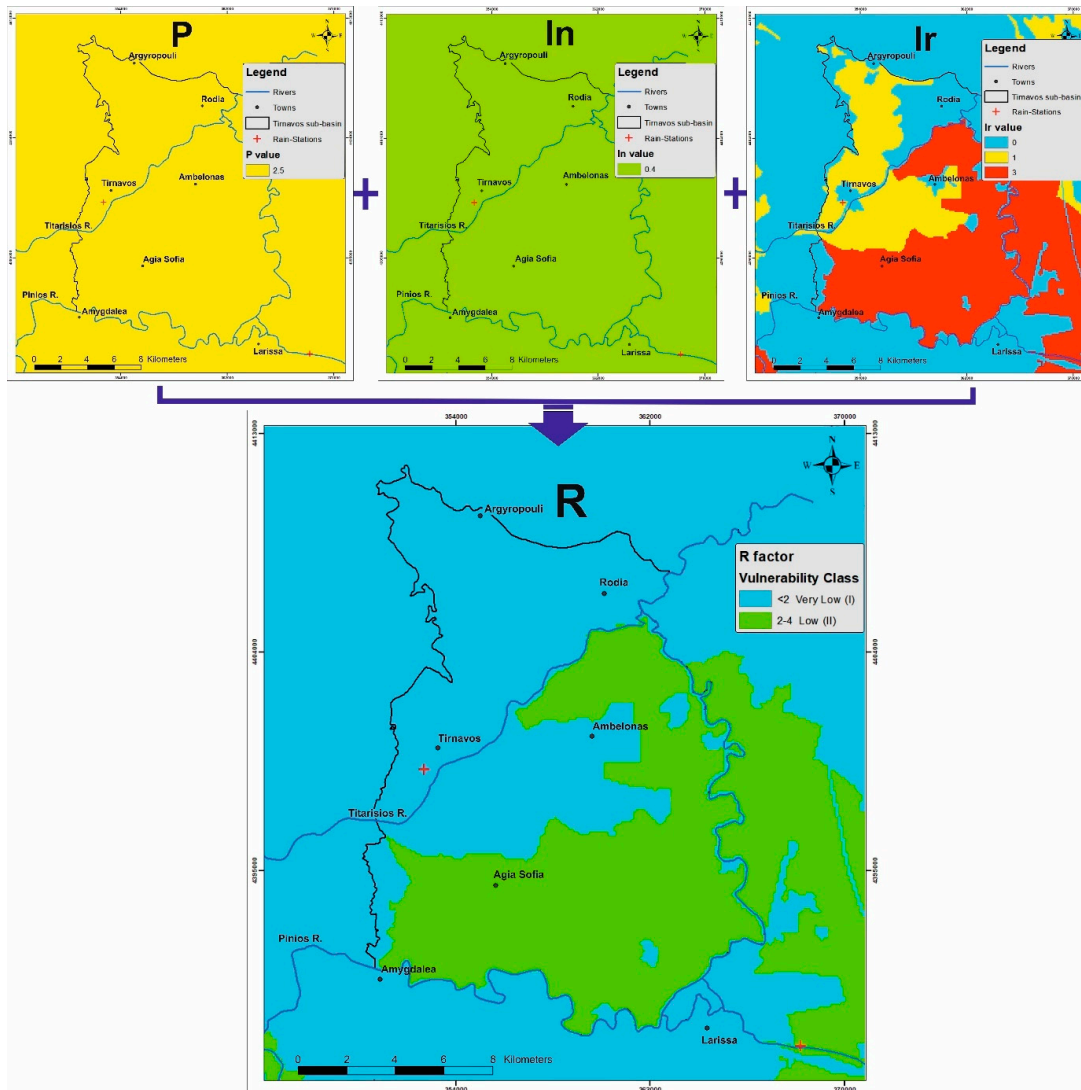 P
N
W
E
Argyropouli
Legend
Rivers
Towns
Tirnavos sub-basin
Rain-Stations
P value
2.5
Rodia
Tirnavos
Ambelonas
Titarisios R.
Agia Sofia
Pinios R.
Amygdalea
Larissa
0 2 4 6 8 Kilometers
+
In
N
W
E
Argyropouli
Legend
Rivers
Towns
Tirnavos sub-basin
Rain-Stations
In value
0.4
Rodia
Tirnavos
Ambelonas
Titarisios R.
Agia Sofia
Pinios R.
Amygdalea
Larissa
0 2 4 6 8 Kilometers
+
Ir
N
W
E
Argyropouli
Legend
Rivers
Towns
Tirnavos sub-basin
Rain-Stations
Ir value
0
1
3
Rodia
Tirnavos
Ambelonas
Titarisios R.
Agia Sofia
Pinios R.
Amygdalea
Larissa
0 2 4 6 8 Kilometers
354000 362000 370000
4413000 4413000
N
W E
S
R
Argyropouli
R factor
Vulnerability Class
<2 Very Low (I)
2-4 Low (II)
Rodia
4404000 4404000
Ambelonas
Tirnavos
Titarisios R.
4395000 4395000
Agia Sofia
Pinios R.
Amygdalea
Larissa
0 2 4 6 8 Kilometers
354000 362000 370000